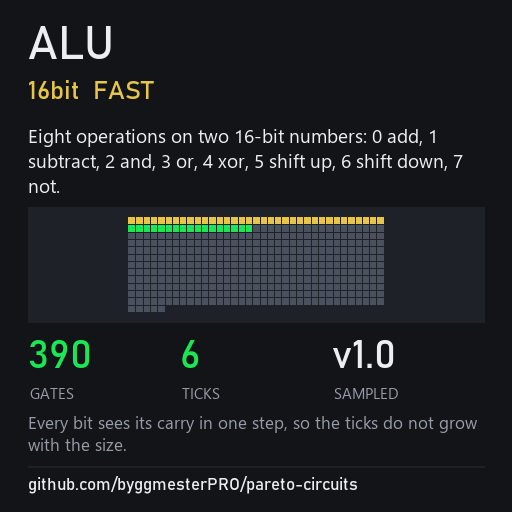 ALU
16bit FAST
Eight operations on two 16-bit numbers: 0 add, 1
subtract, 2 and, 3 or, 4 xor, 5 shift up, 6 shift down, 7
not.
390 6 v1.0
GATES TICKS SAMPLED
Every bit sees its carry in one step, so the ticks do not grow
with the size.
github.com/byggmesterPRO/pareto-circuits